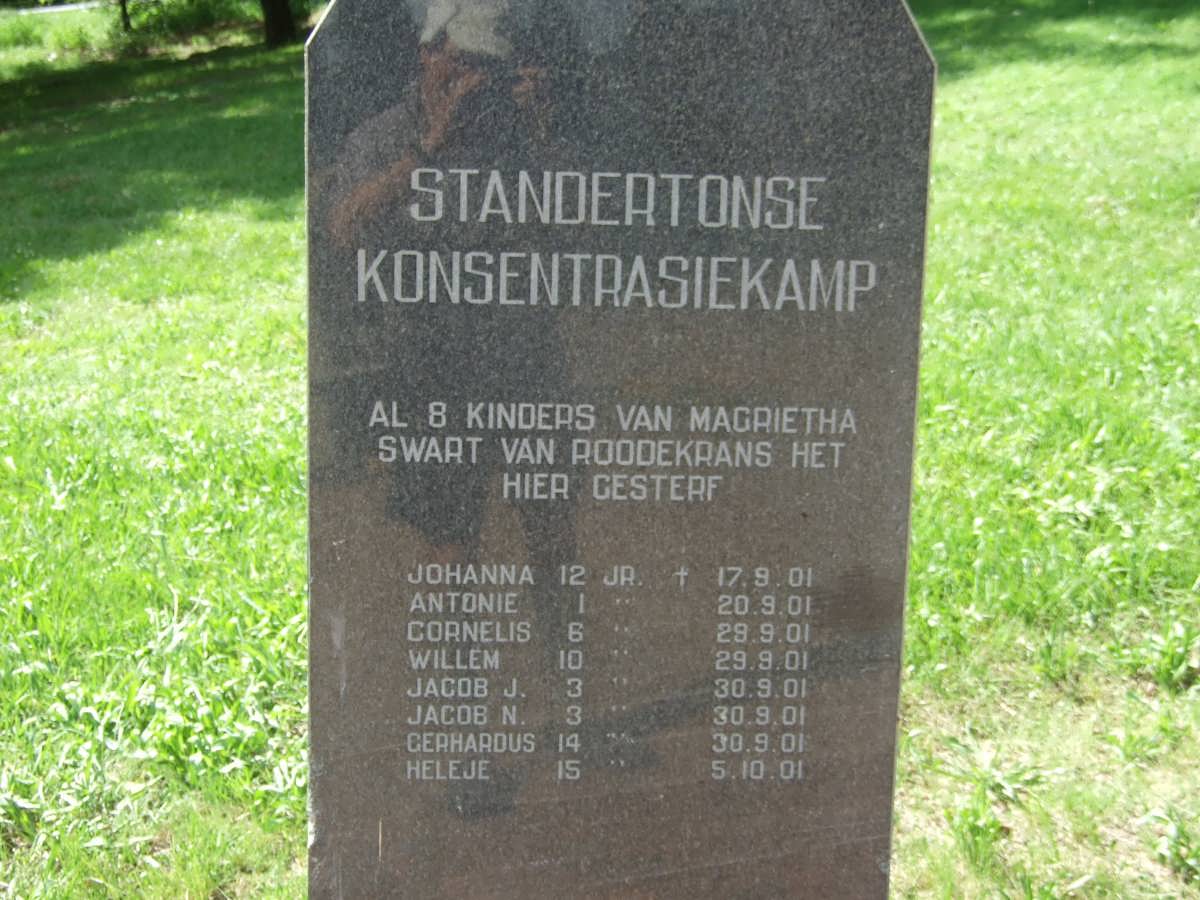 STANDERTONSE
KONSENTRASIEKAMP
AL 8 KINDERS VAN MAGRIETHA
SWART VAN ROODEKRANS HET
HIER GESTERF
JOHANNA 12 JR. † 17.9.01
ANTONIE 1 " 20.9.01
CORNELIS 6 " 29.9.01
WILLEM 10 " 29.9.01
JACOB J. 3 " 30.9.01
JACOB N. 3 " 30.9.01
GERHARDUS 14 " 30.9.01
HELEJE 15 " 5.10.01